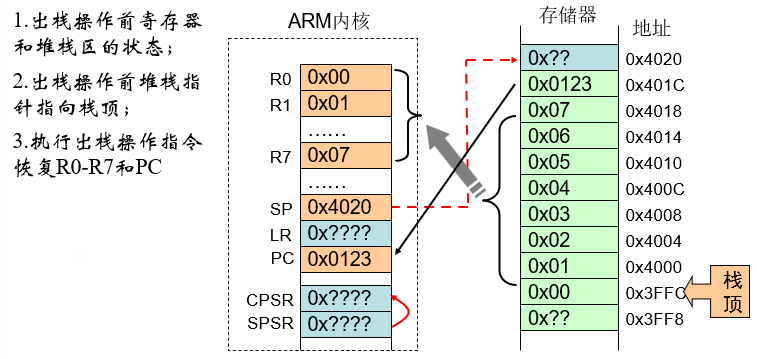 1.出栈操作前寄存器
和堆栈区的状态；
2.出栈操作前堆栈指
针指向栈顶；
3.执行出栈操作指令
恢复R0-R7和PC
ARM内核
R0 0x00
R1 0x01
……
R7 0x07
……
SP 0x4020
LR 0x????
PC 0x0123
CPSR 0x????
SPSR 0x????
存储器 地址
0x?? 0x4020
0x0123 0x401C
0x07 0x4018
0x06 0x4014
0x05 0x4010
0x04 0x400C
0x03 0x4008
0x02 0x4004
0x01 0x4000
0x00 0x3FFC
0x?? 0x3FF8
栈
顶